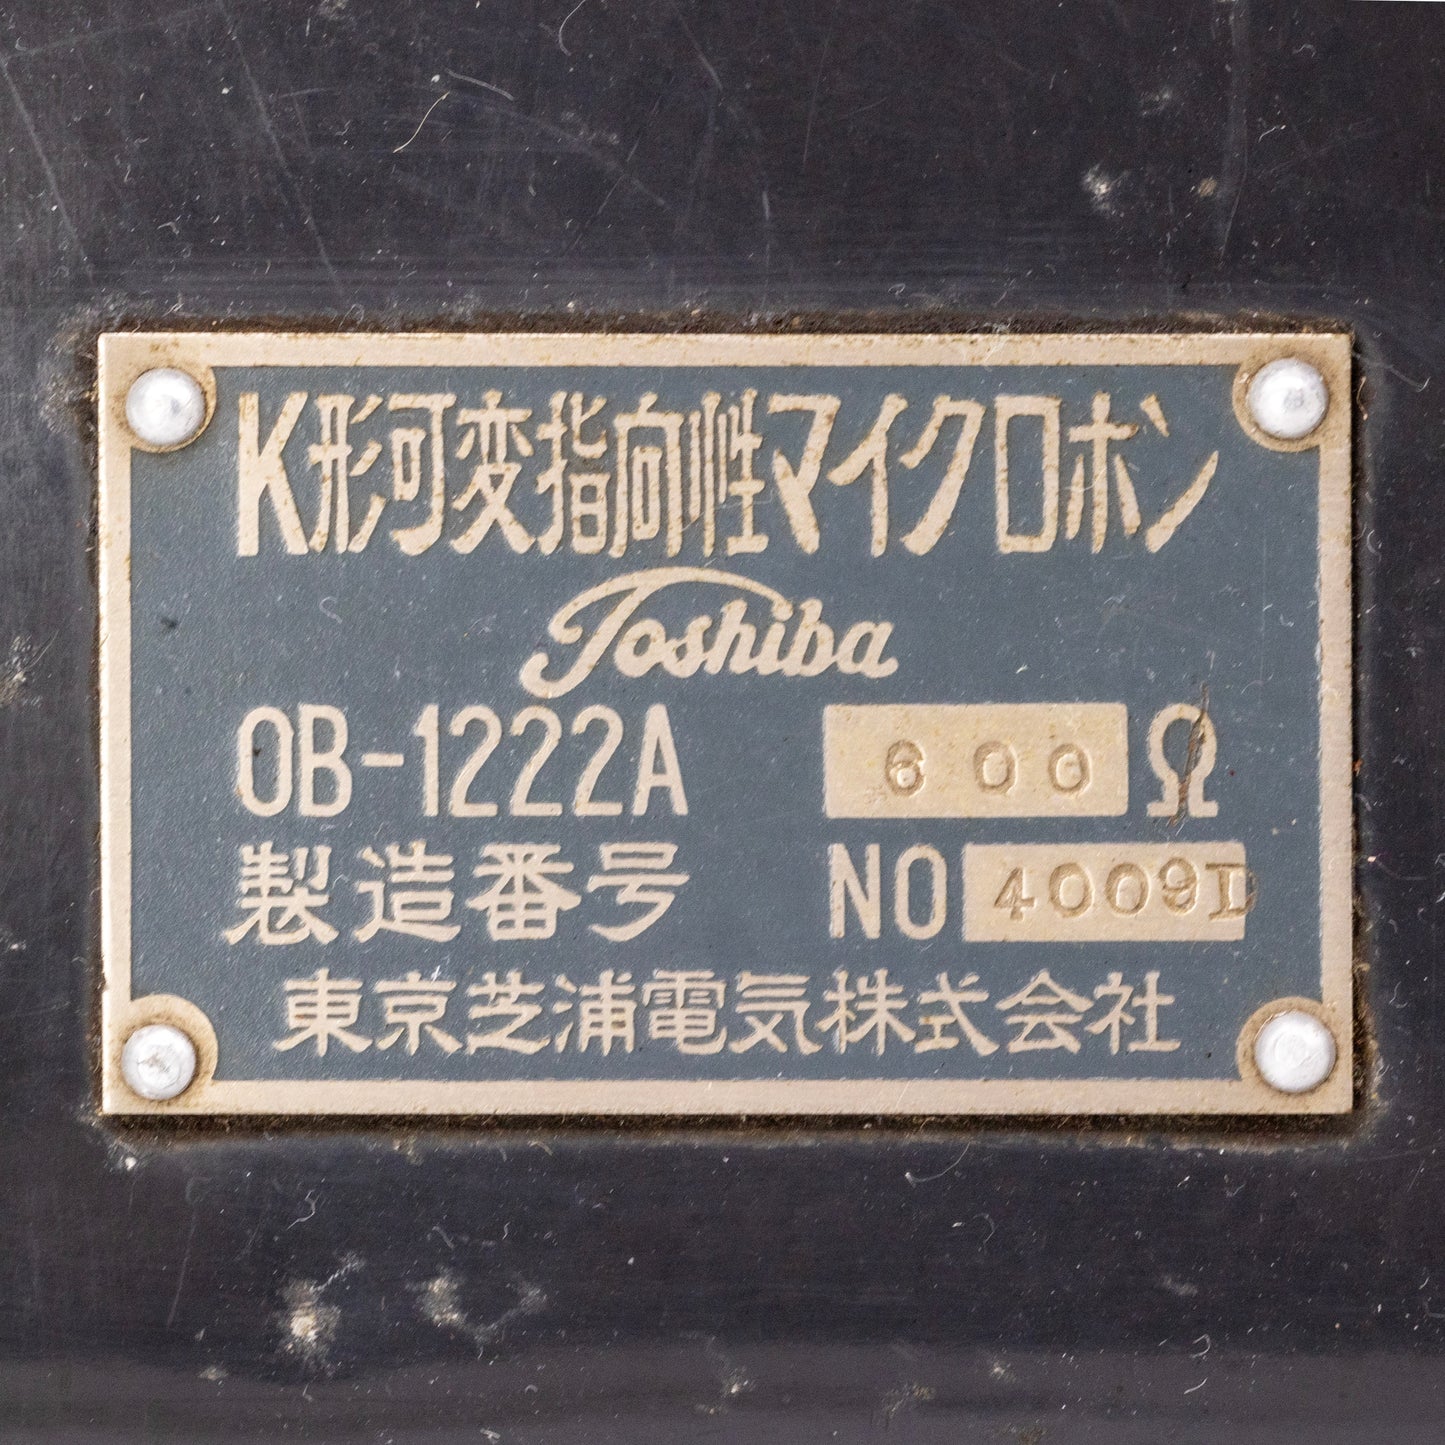 K形可変指向性マイクロホン
Toshiba
OB-1222A 600 Ω
製造番号 NO 4009D
東京芝浦電気株式会社